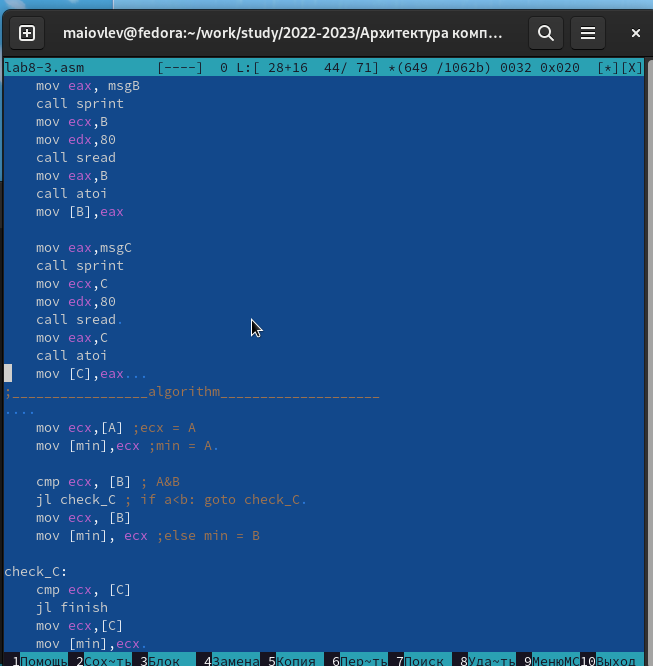 maiovlev@fedora:~/work/study/2022-2023/Архитектура комп…
lab8-3.asm [----] 0 L:[ 28+16 44/ 71] *(649 /1062b) 0032 0x020 [*][X]
mov eax, msgB
call sprint
mov ecx,B
mov edx,80
call sread
mov eax,B
call atoi
mov [B],eax
mov eax,msgC
call sprint
mov ecx,C
mov edx,80
call sread.
mov eax,C
call atoi
mov [C],eax...
;_________________algorithm____________________
....
mov ecx,[A] ;ecx = A
mov [min],ecx ;min = A.
cmp ecx, [B] ; A&B
jl check_C ; if a<b: goto check_C.
mov ecx, [B]
mov [min], ecx ;else min = B
check_C:
cmp ecx, [C]
jl finish
mov ecx,[C]
mov [min],ecx.
1Помощь 2Сох~ть 3Блок 4Замена 5Копия 6Пер~ть 7Поиск 8Уда~ть 9МенюMC 10Выход